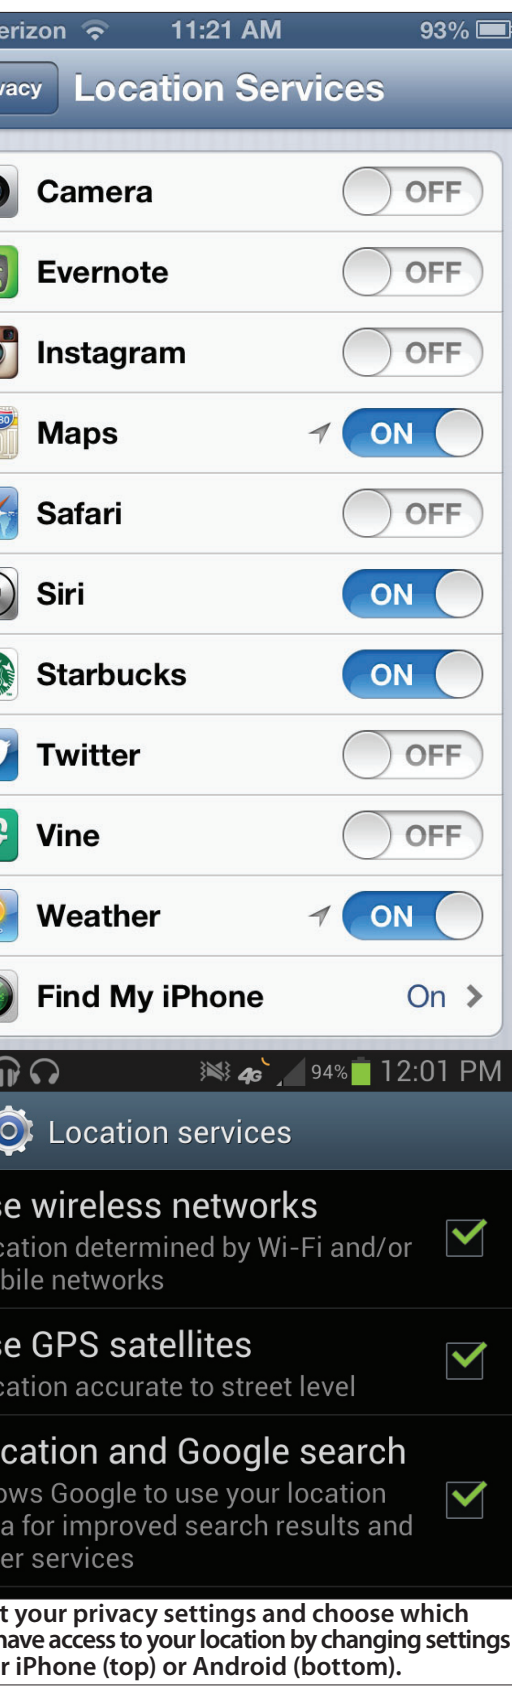 erizon 11:21 AM 93%
vacy Location Services
Camera OFF
Evernote OFF
Instagram OFF
Maps ON
Safari OFF
Siri ON
Starbucks ON
Twitter OFF
Vine OFF
Weather ON
Find My iPhone On
4G 94% 12:01 PM
Location services
se wireless networks
cation determined by Wi-Fi and/or
bile networks
se GPS satellites
cation accurate to street level
cation and Google search
ows Google to use your location
a for improved search results and
er services
t your privacy settings and choose which
have access to your location by changing settings
r iPhone (top) or Android (bottom).